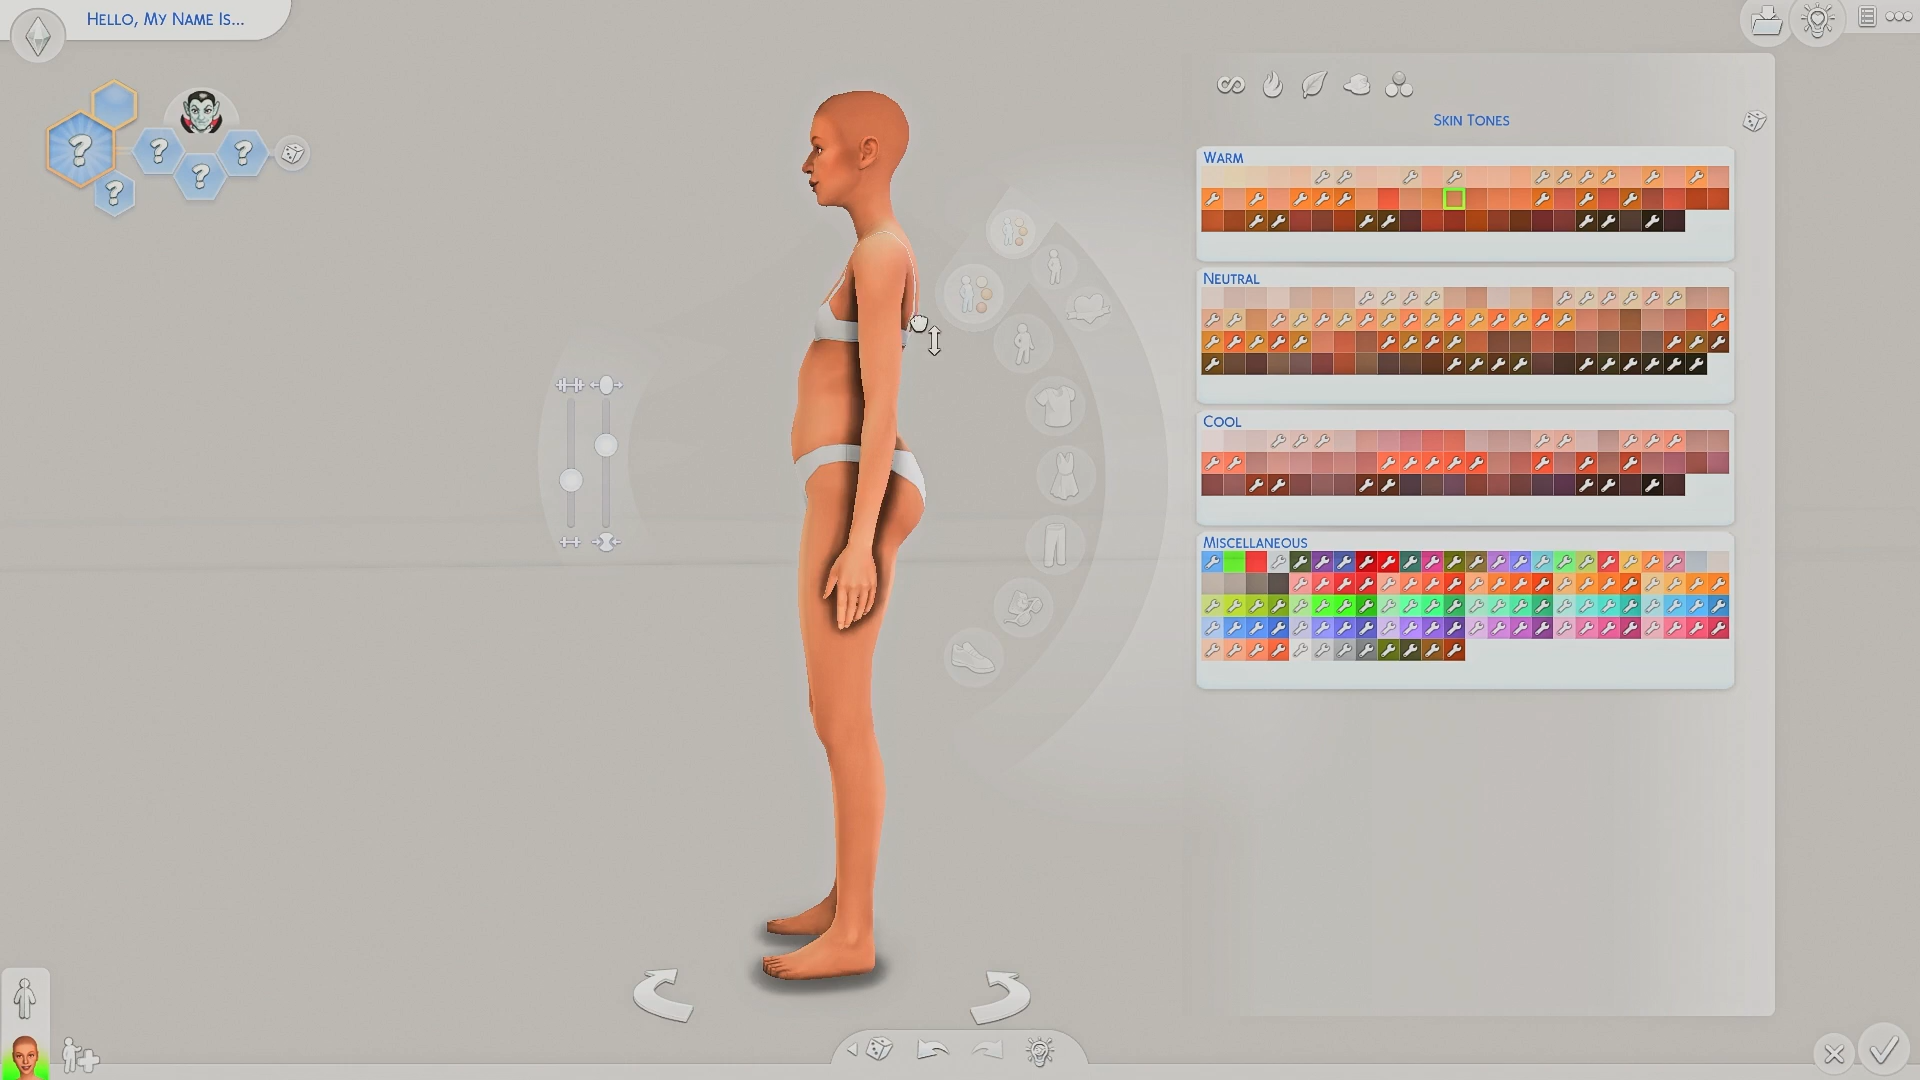 Hello, My Name Is...
Skin Tones
Warm
Neutral
Cool
Miscellaneous